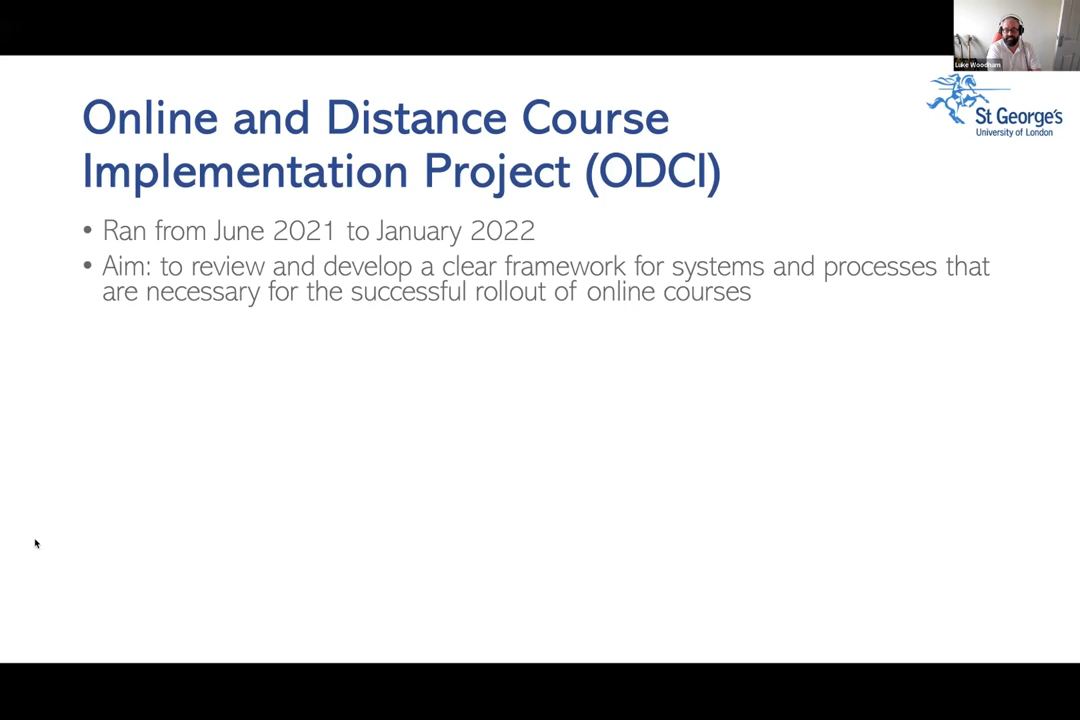 Luke Woodham
St George's
University of London
Online and Distance Course
Implementation Project (ODCI)
• Ran from June 2021 to January 2022
• Aim: to review and develop a clear framework for systems and processes that
are necessary for the successful rollout of online courses